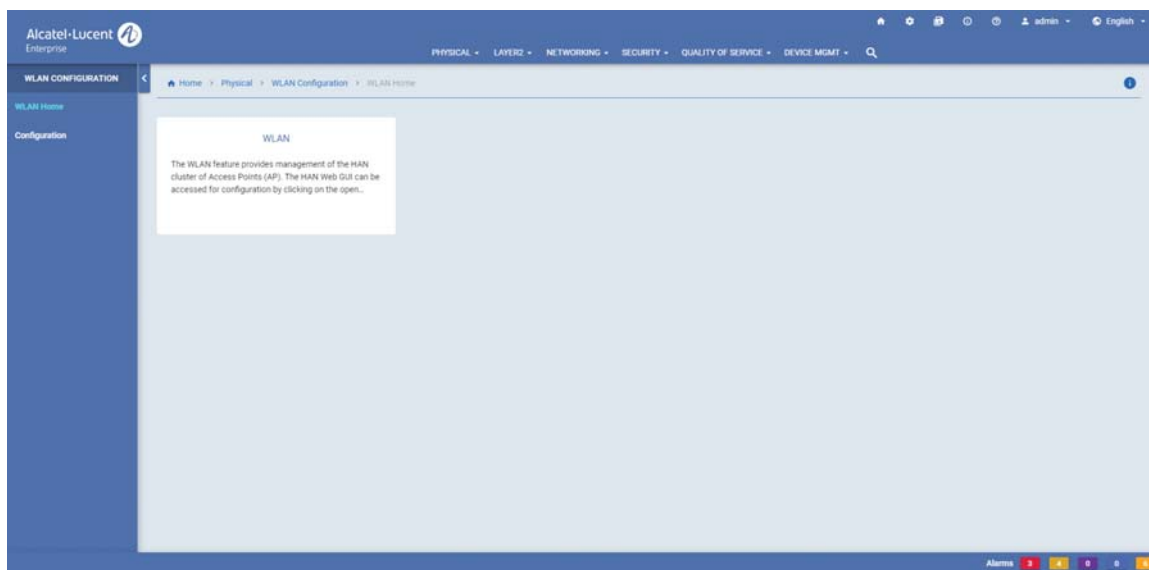 Alcatel·Lucent
Enterprise
admin
English
PHYSICAL
LAYER2
NETWORKING
SECURITY
QUALITY OF SERVICE
DEVICE MGMT
WLAN CONFIGURATION
Home > Physical > WLAN Configuration > WLAN Home
WLAN Home
Configuration
WLAN
The WLAN feature provides management of the HAN
cluster of Access Points (AP). The HAN Web GUI can be
accessed for configuration by clicking on the open...
Alarms 3 4 0 0 6